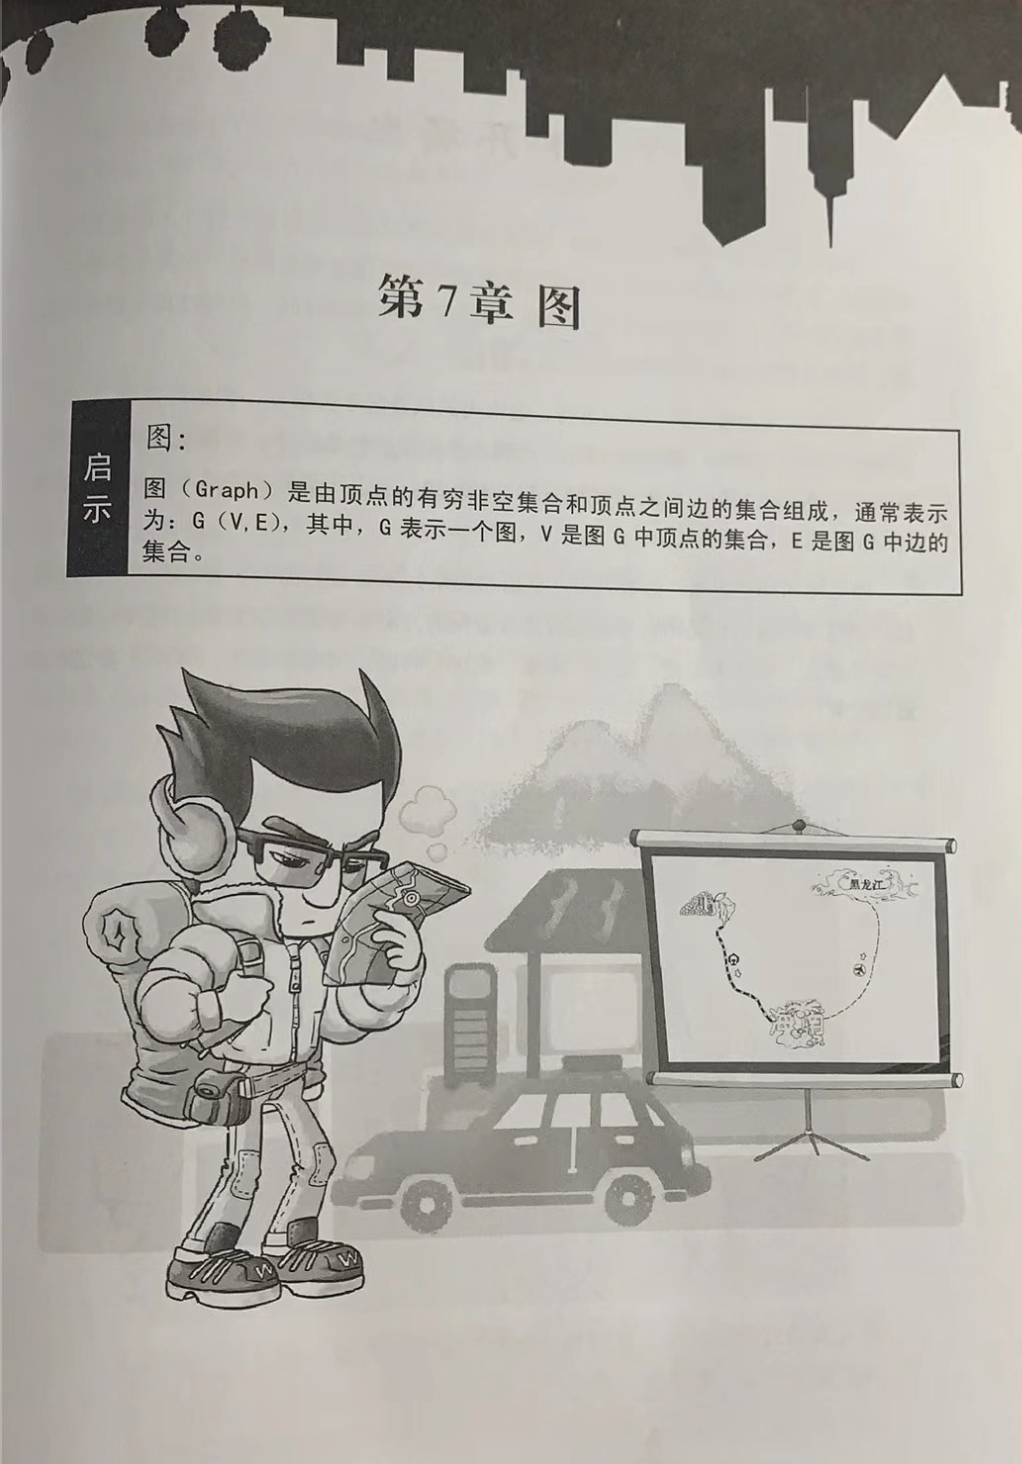 第7章 图
启示
图：
图（Graph）是由顶点的有穷非空集合和顶点之间边的集合组成，通常表示
为：G（V,E），其中，G 表示一个图，V 是图 G 中顶点的集合，E 是图 G 中边的
集合。
黑龙江
W W